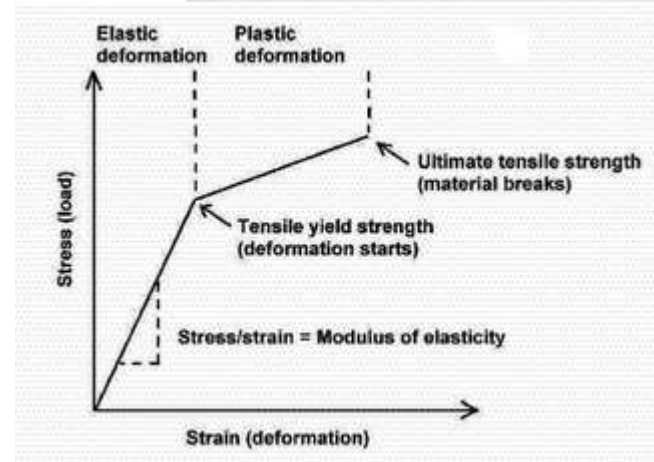 Elastic
deformation
Plastic
deformation
Ultimate tensile strength
(material breaks)
Tensile yield strength
(deformation starts)
Stress (load)
Stress/strain = Modulus of elasticity
Strain (deformation)